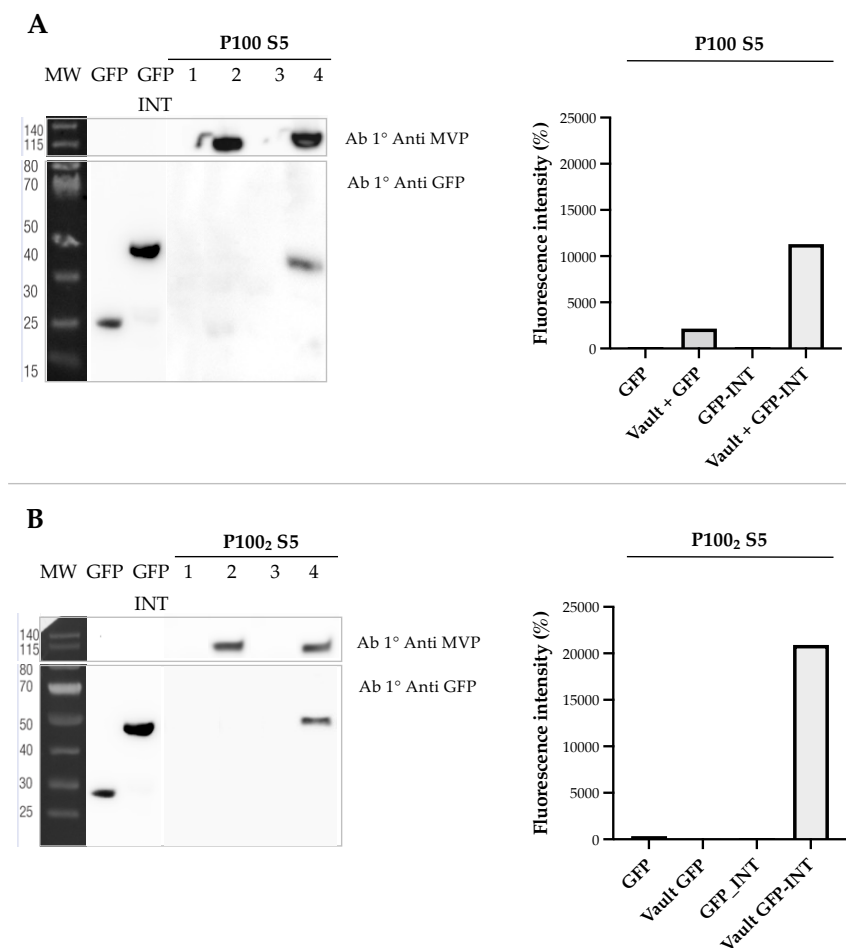 A
P100 S5
MW GFP GFP 1 2 3 4
INT
140
115
Ab 1° Anti MVP
80
70
50
40
30
25
15
Ab 1° Anti GFP
P100 S5
Fluorescence intensity (%)
25000
20000
15000
10000
5000
0
GFP
Vault + GFP
GFP-INT
Vault + GFP-INT
B
P100₂ S5
MW GFP GFP 1 2 3 4
INT
140
115
Ab 1° Anti MVP
80
70
50
40
30
25
Ab 1° Anti GFP
P100₂ S5
Fluorescence intensity (%)
25000
20000
15000
10000
5000
0
GFP
Vault GFP
GFP_INT
Vault GFP-INT